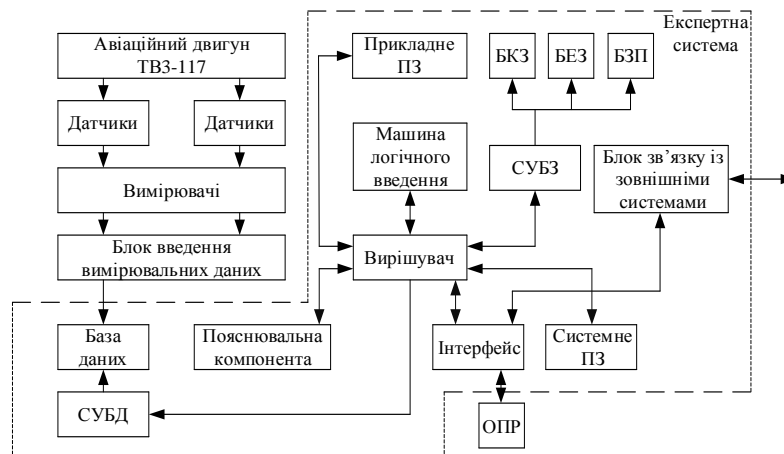 Експертна
система
Авіаційний двигун
ТВ3-117
Прикладне
ПЗ
БКЗ
БЕЗ
БЗП
Датчики
Датчики
Машина
логічного
введення
СУБЗ
Блок зв’язку із
зовнішніми
системами
Вимірювачі
Блок введення
вимірювальних даних
Вирішувач
База
даних
Пояснювальна
компонента
Інтерфейс
Системне
ПЗ
СУБД
ОПР